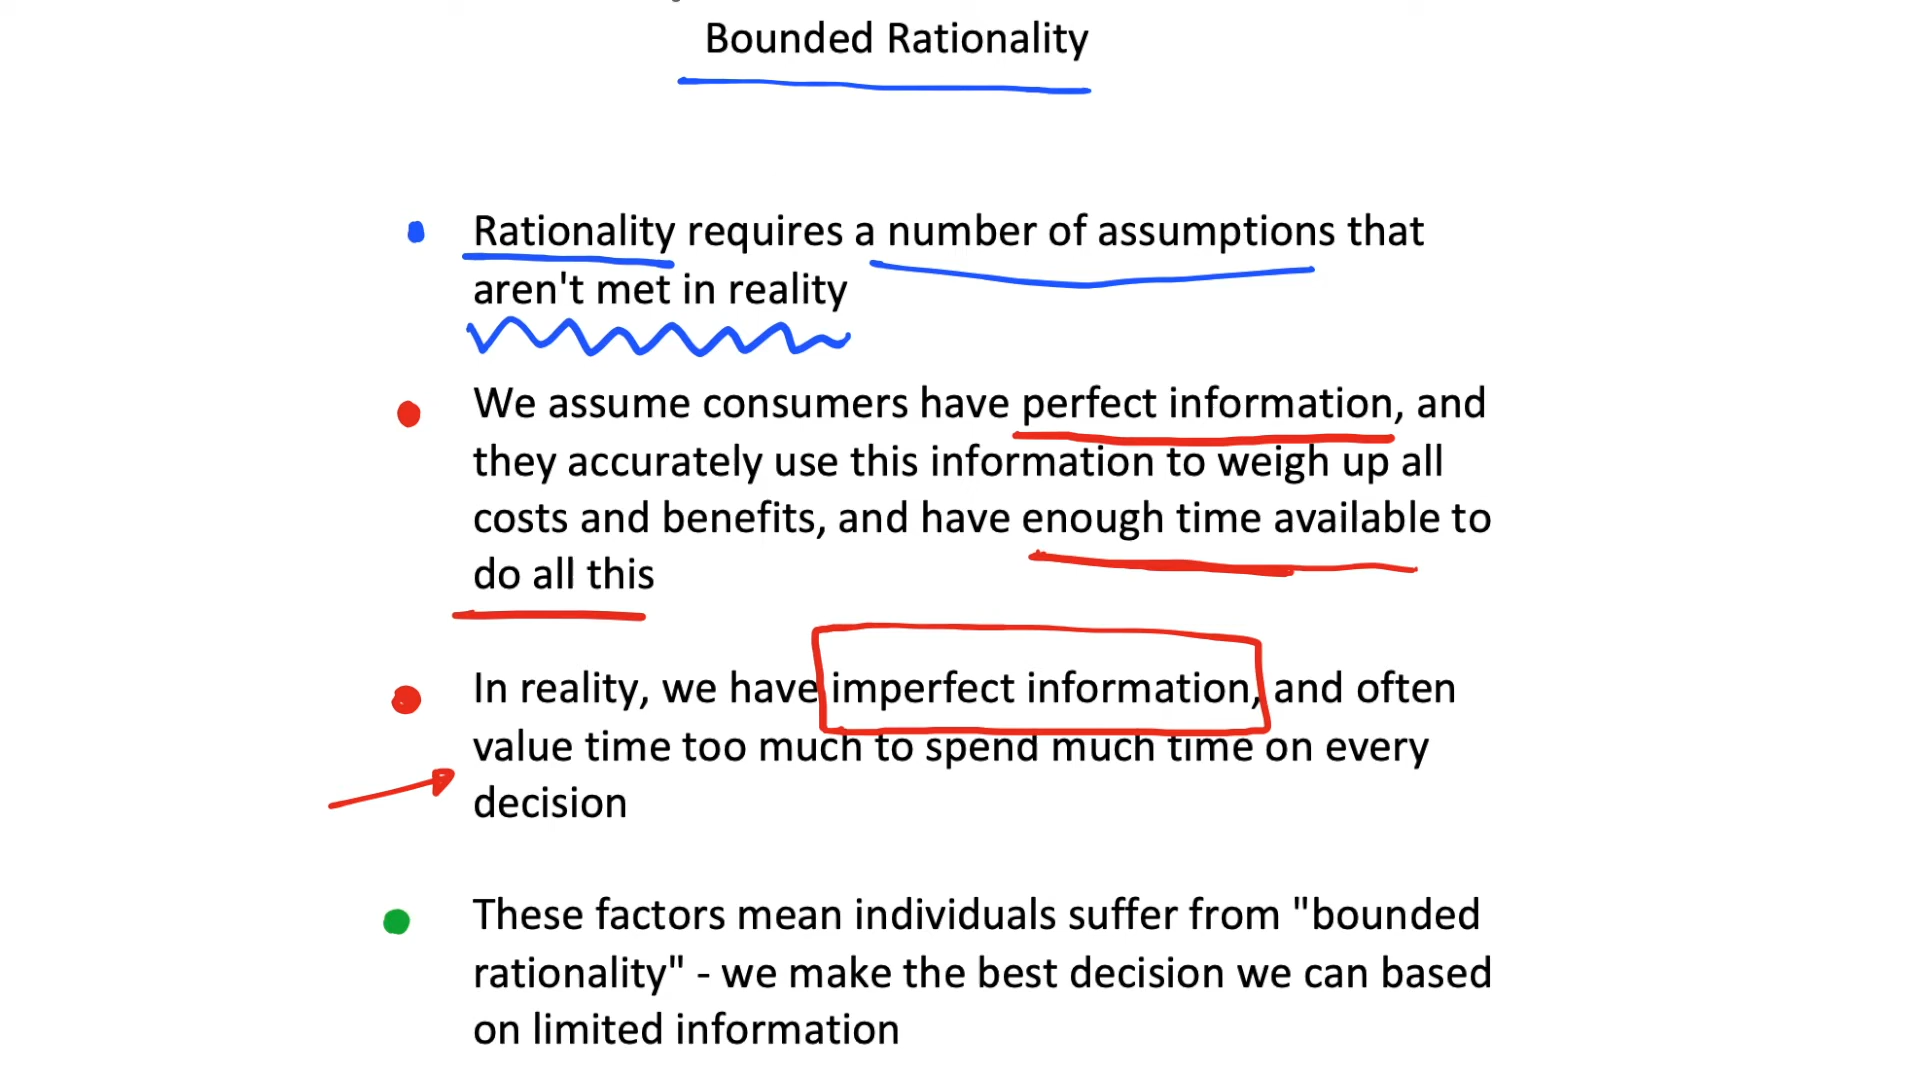 Bounded Rationality
Rationality requires a number of assumptions that
aren't met in reality
We assume consumers have perfect information, and
they accurately use this information to weigh up all
costs and benefits, and have enough time available to
do all this
In reality, we have imperfect information, and often
value time too much to spend much time on every
decision
These factors mean individuals suffer from "bounded
rationality" - we make the best decision we can based
on limited information